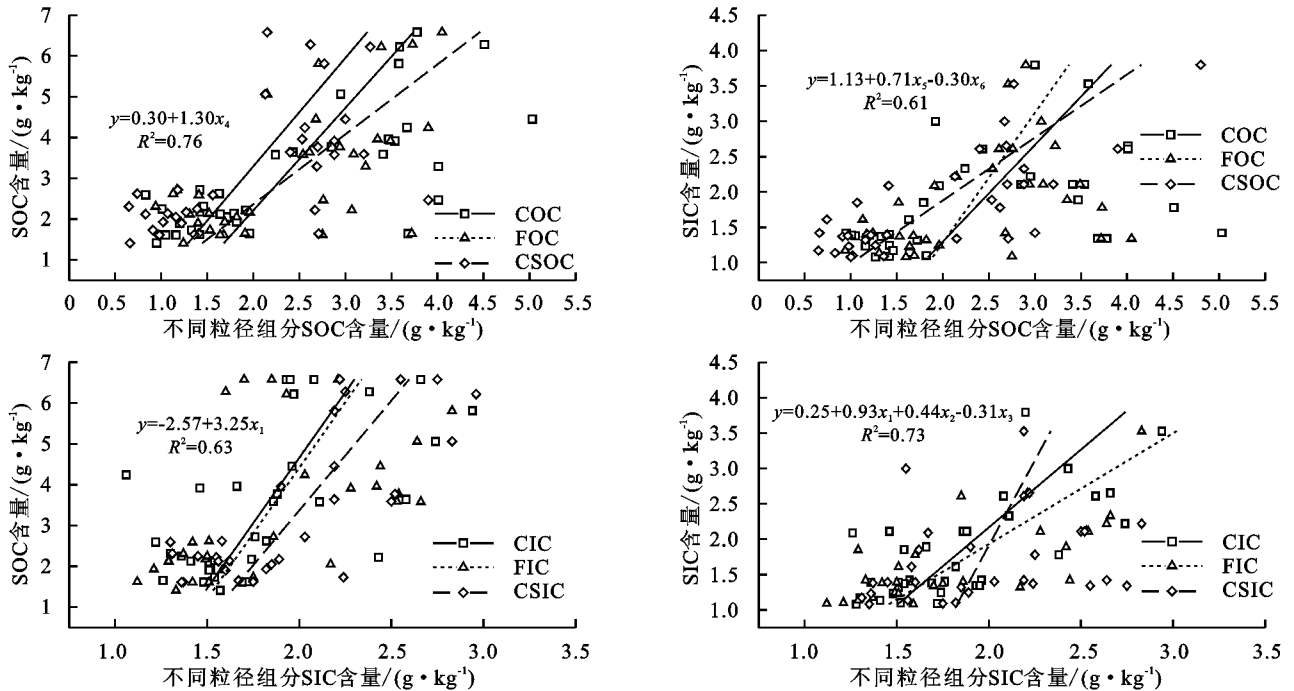 SOC含量/(g·kg⁻¹)
7
6
5
4
3
2
1
y=0.30+1.30x₄
R²=0.76
COC
FOC
CSOC
0 0.5 1.0 1.5 2.0 2.5 3.0 3.5 4.0 4.5 5.0 5.5
不同粒径组分SOC含量/(g·kg⁻¹)
SIC含量/(g·kg⁻¹)
4.5
4.0
3.5
3.0
2.5
2.0
1.5
1.0
y=1.13+0.71x₅-0.30x₆
R²=0.61
COC
FOC
CSOC
0 0.5 1.0 1.5 2.0 2.5 3.0 3.5 4.0 4.5 5.0 5.5
不同粒径组分SOC含量/(g·kg⁻¹)
SOC含量/(g·kg⁻¹)
7
6
5
4
3
2
1
y=-2.57+3.25x₁
R²=0.63
CIC
FIC
CSIC
1.0 1.5 2.0 2.5 3.0 3.5
不同粒径组分SIC含量/(g·kg⁻¹)
SIC含量/(g·kg⁻¹)
4.5
4.0
3.5
3.0
2.5
2.0
1.5
1.0
y=0.25+0.93x₁+0.44x₂-0.31x₃
R²=0.73
CIC
FIC
CSIC
1.0 1.5 2.0 2.5 3.0 3.5
不同粒径组分SIC含量/(g·kg⁻¹)